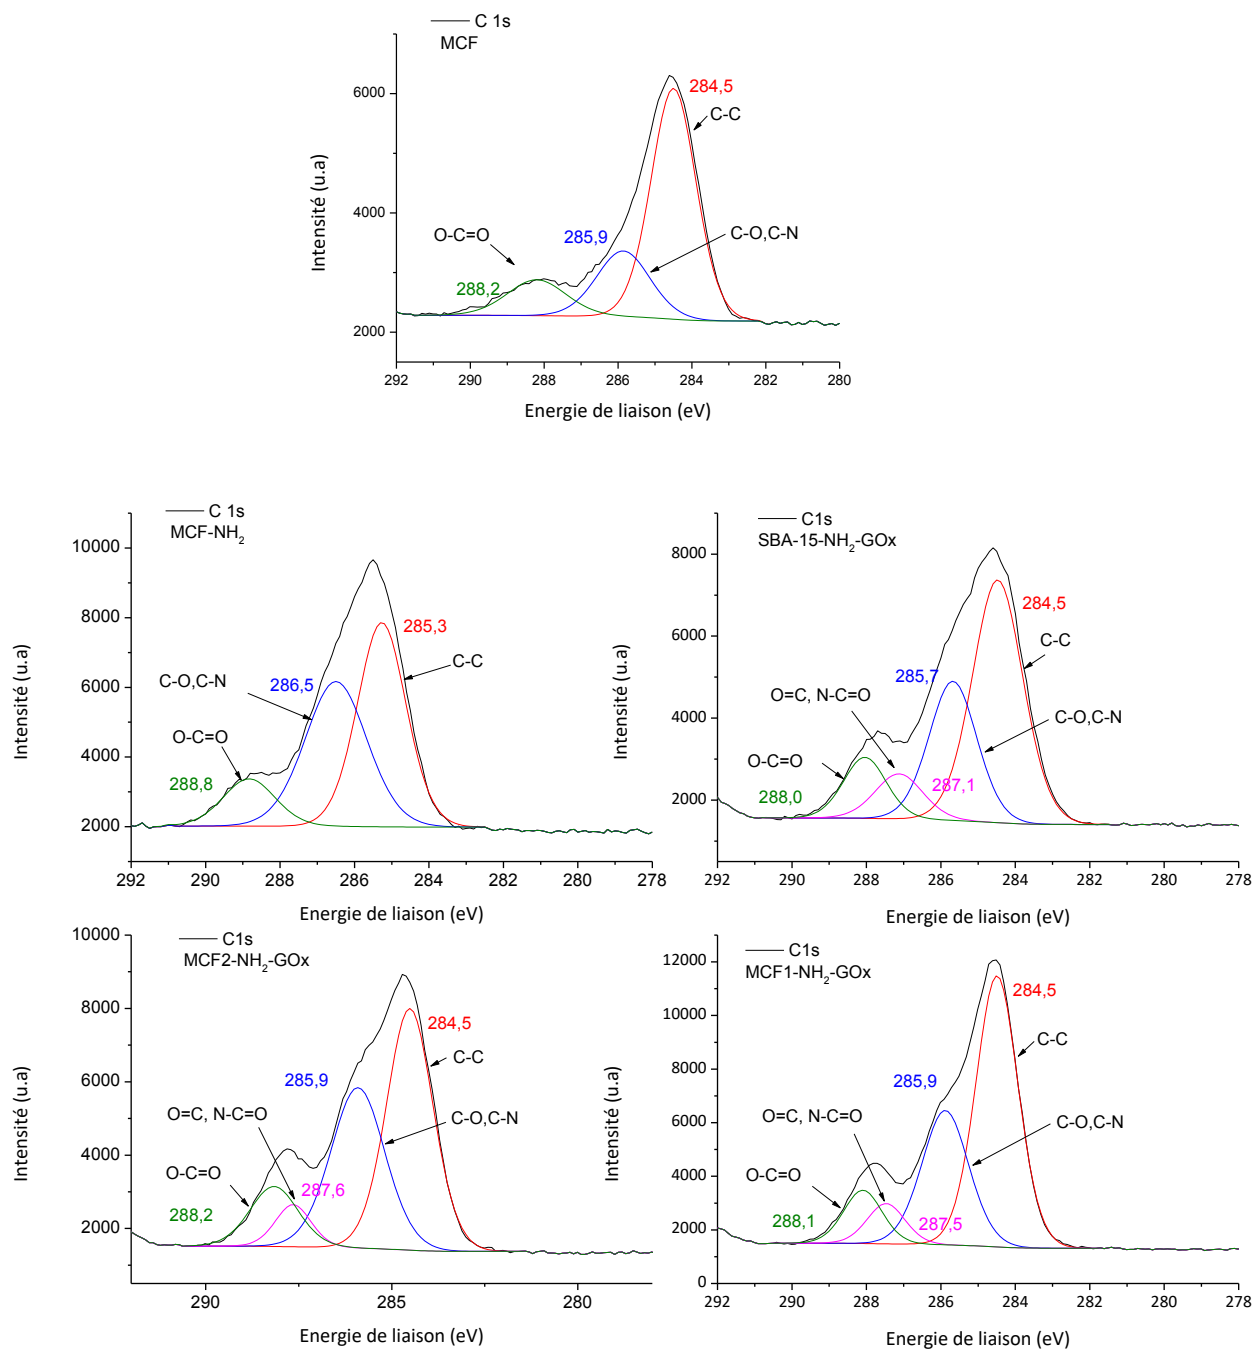 C 1s
MCF
284,5
C-C
O-C=O
285,9
C-O,C-N
288,2
6000
4000
2000
Intensité (u.a)
292 290 288 286 284 282 280
Energie de liaison (eV)
C 1s
MCF-NH2
10000
8000
6000
4000
2000
Intensité (u.a)
285,3
C-C
C-O,C-N
286,5
O-C=O
288,8
292 290 288 286 284 282 280 278
Energie de liaison (eV)
C1s
SBA-15-NH2-GOx
8000
6000
4000
2000
Intensité (u.a)
284,5
C-C
285,7
O=C, N-C=O
C-O,C-N
O-C=O
287,1
288,0
292 290 288 286 284 282 280 278
Energie de liaison (eV)
C1s
MCF2-NH2-GOx
10000
8000
6000
4000
2000
Intensité (u.a)
284,5
C-C
285,9
O=C, N-C=O
C-O,C-N
O-C=O
287,6
288,2
290 285 280
Energie de liaison (eV)
C1s
MCF1-NH2-GOx
12000
10000
8000
6000
4000
2000
0
Intensité (u.a)
284,5
C-C
285,9
O=C, N-C=O
C-O,C-N
O-C=O
288,1
287,5
292 290 288 286 284 282 280 278
Energie de liaison (eV)